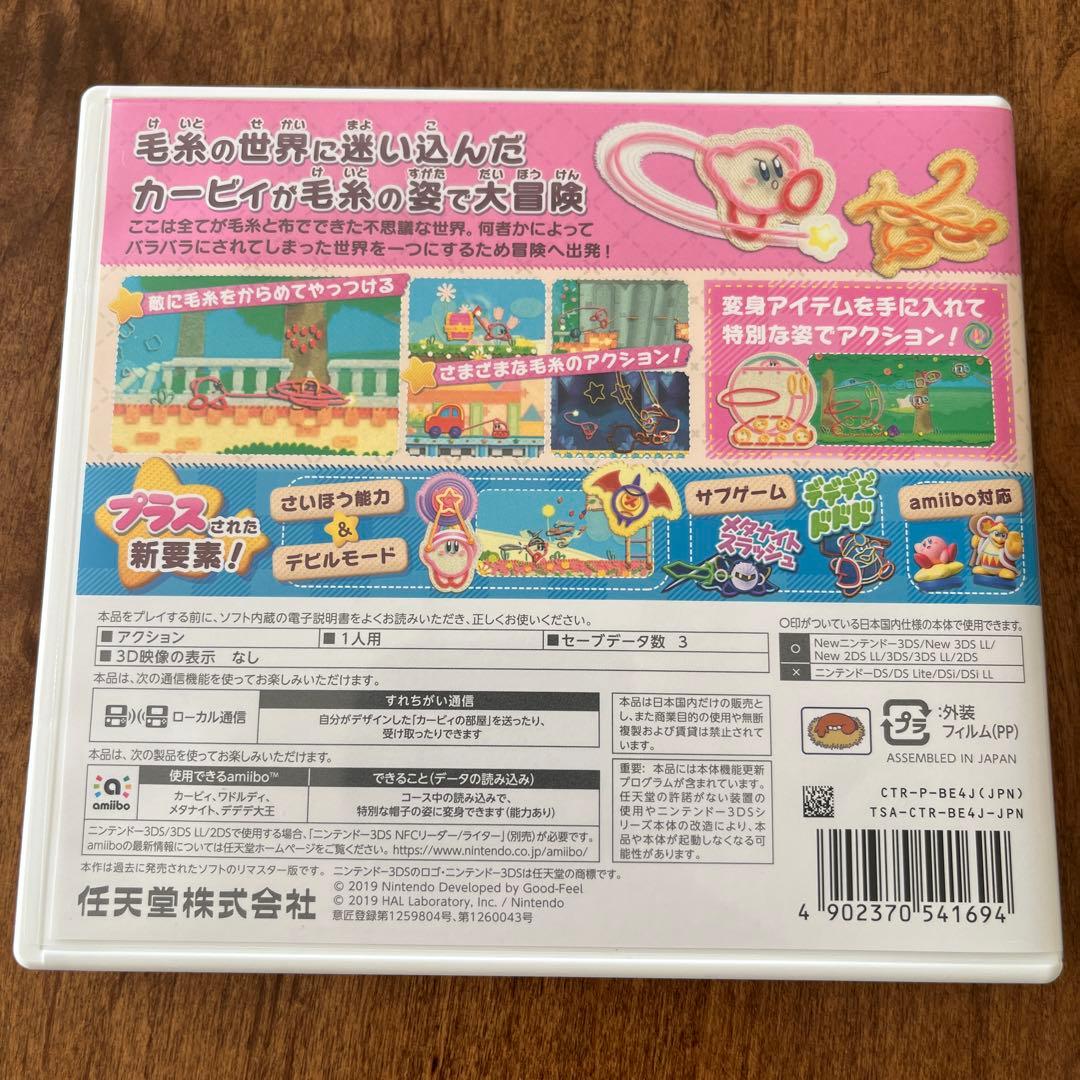 毛糸の世界に迷い込んだ
カービィが毛糸の姿で大冒険
けいと せかい まよ こ
けいと すがた だいぼうけん
ここは全てが毛糸と布でできた不思議な世界。何者かによって
バラバラにされてしまった世界を一つにするため冒険へ出発！
敵に毛糸をからめてやっつける
さまざまな毛糸のアクション！
変身アイテムを手に入れて
特別な姿でアクション！
プラスされた
新要素！
さいほう能力
&
デビルモード
サブゲーム
メタナイト
スラッシュ
デデデで
ドドドド
amiibo対応
本品をプレイする前に、ソフト内蔵の電子説明書をよくお読みいただき、正しくお使いください。
■アクション
■1人用
■セーブデータ数 3
■3D映像の表示 なし
〇印がついている日本国内仕様の本体で使用できます。
○ Newニンテンドー3DS/New 3DS LL/
New 2DS LL/3DS/3DS LL/2DS
× ニンテンドーDS/DS Lite/DSi/DSi LL
本品は、次の通信機能を使ってお楽しみいただけます。
ローカル通信
すれちがい通信
自分がデザインした「カービィの部屋」を送ったり、
受け取ったりできます
本品は、次の製品を使ってお楽しみいただけます。
amiibo
使用できるamiibo™
カービィ、ワドルディ、
メタナイト、デデデ大王
できること(データの読み込み)
コース中の読み込みで、
特別な帽子の姿に変身できます(能力あり)
ニンテンドー3DS/3DS LL/2DSで使用する場合、「ニンテンドー3DS NFCリーダー/ライター」(別売)が必要です。
amiiboの最新情報については任天堂ホームページをご覧ください。https://www.nintendo.co.jp/amiibo/
本品は日本国内だけの販売と
し、また商業目的の使用や無断
複製および賃貸は禁止されて
います。
重要: 本品には本体機能更新
プログラムが含まれています。
任天堂の許諾がない装置の
使用やニンテンドー3DSシ
リーズ本体の改造により、本
品や本体が起動しなくなる可
能性があります。
プラ
:外装
フィルム(PP)
ASSEMBLED IN JAPAN
CTR-P-BE4J(JPN)
TSA-CTR-BE4J-JPN
本作は過去に発売されたソフトのリマスター版です。
任天堂株式会社
ニンテンドー3DSのロゴ・ニンテンドー3DSは任天堂の商標です。
© 2019 Nintendo Developed by Good-Feel
© 2019 HAL Laboratory, Inc. / Nintendo
意匠登録第1259804号、第1260043号
4 902370 541694